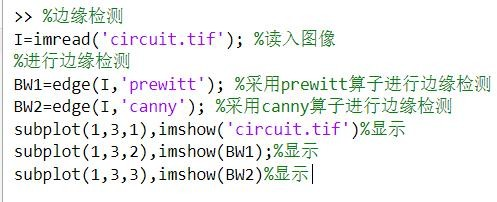 >> %边缘检测
I=imread('circuit.tif'); %读入图像
%进行边缘检测
BW1=edge(I,'prewitt'); %采用prewitt算子进行边缘检测
BW2=edge(I,'canny'); %采用canny算子进行边缘检测
subplot(1,3,1),imshow('circuit.tif')%显示
subplot(1,3,2),imshow(BW1);%显示
subplot(1,3,3),imshow(BW2)%显示